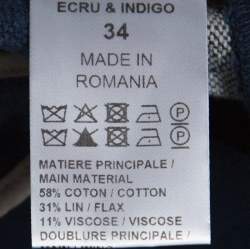 ECRU & INDIGO
34
MADE IN
ROMANIA
P
P
MATIERE PRINCIPALE /
MAIN MATERIAL
58% COTON / COTTON
31% LIN / FLAX
11% VISCOSE / VISCOSE
DOUBLURE PRINCIPALE /